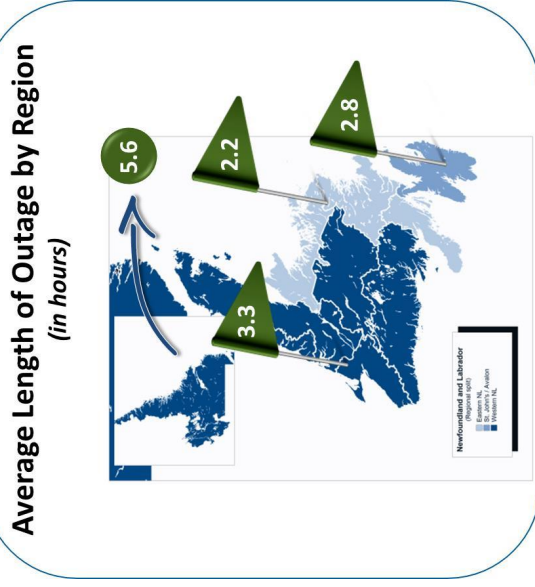 Average Length of Outage by Region
(in hours)
5.6
2.2
2.8
3.3
Newfoundland and Labrador
(Regional split)
Eastern NL
St. John's / Avalon
Western NL